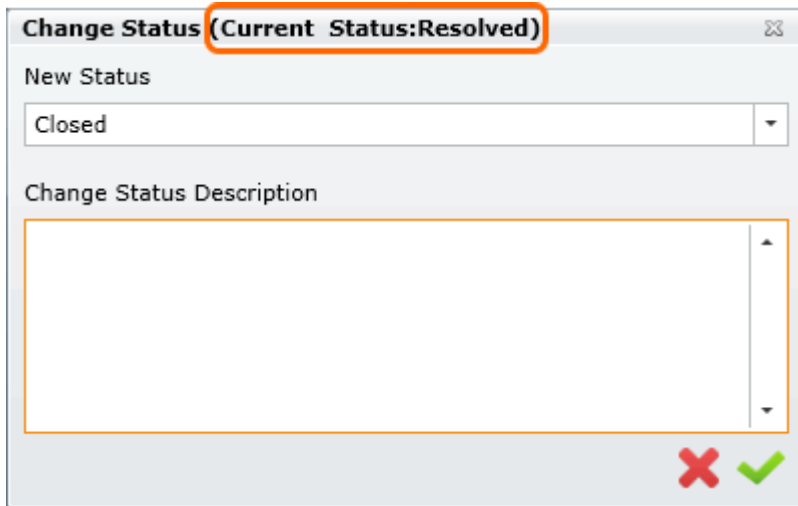 Change Status (Current Status:Resolved)
New Status
Closed
Change Status Description